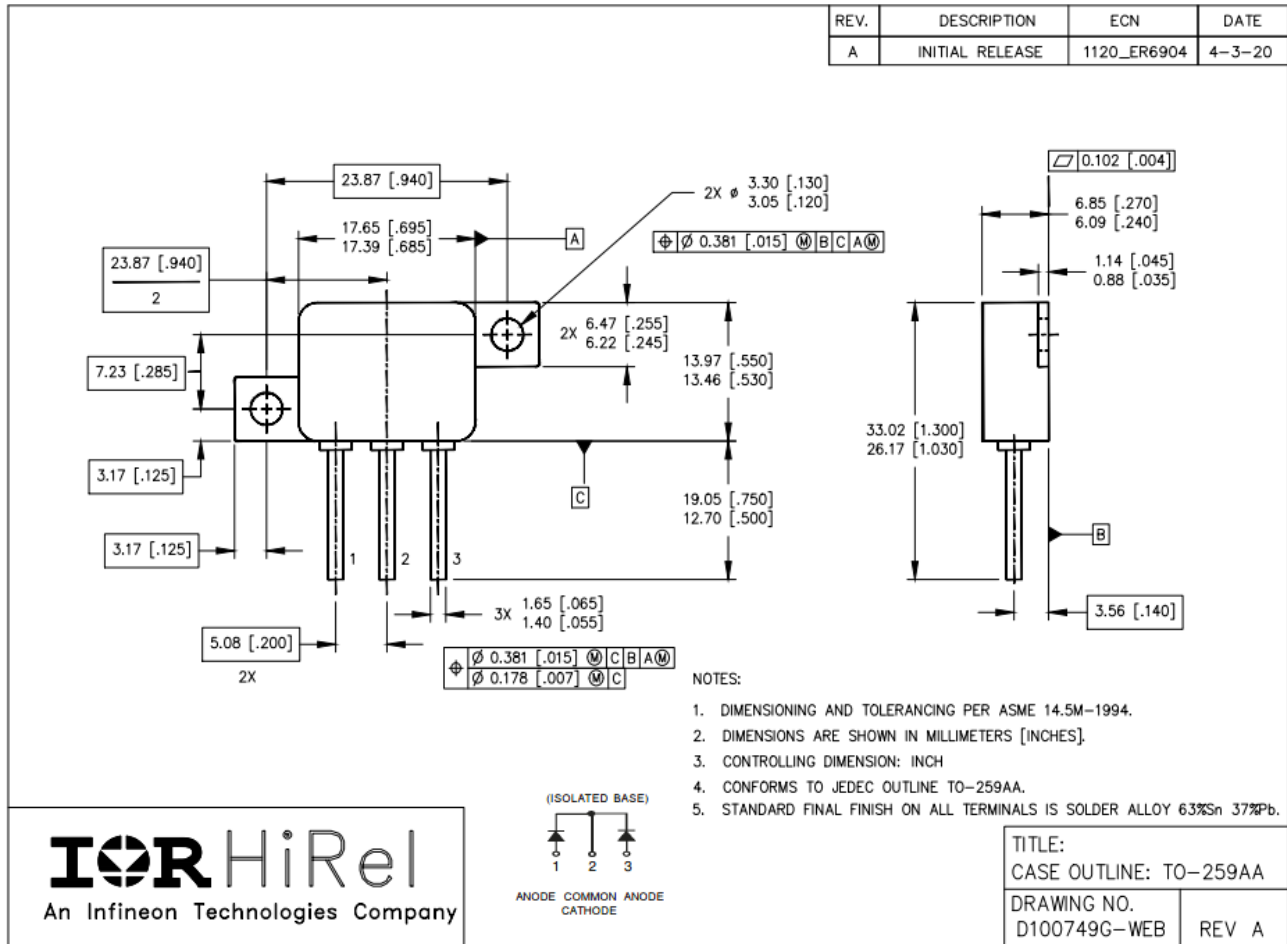 REV. DESCRIPTION ECN DATE
A INITIAL RELEASE 1120_ER6904 4-3-20
23.87 [.940]
17.65 [.695]
17.39 [.685]
A
23.87 [.940]
2
7.23 [.285]
3.17 [.125]
3.17 [.125]
2X ø 3.30 [.130]
3.05 [.120]
⌖ Ø 0.381 [.015] Ⓜ B C AⓂ
2X 6.47 [.255]
6.22 [.245]
13.97 [.550]
13.46 [.530]
C
19.05 [.750]
12.70 [.500]
1 2 3
3X 1.65 [.065]
1.40 [.055]
5.08 [.200]
2X
⌖ Ø 0.381 [.015] Ⓜ C B AⓂ
Ø 0.178 [.007] Ⓜ C
⏥ 0.102 [.004]
6.85 [.270]
6.09 [.240]
1.14 [.045]
0.88 [.035]
33.02 [1.300]
26.17 [1.030]
B
3.56 [.140]
NOTES:
1. DIMENSIONING AND TOLERANCING PER ASME 14.5M-1994.
2. DIMENSIONS ARE SHOWN IN MILLIMETERS [INCHES].
3. CONTROLLING DIMENSION: INCH
4. CONFORMS TO JEDEC OUTLINE TO-259AA.
5. STANDARD FINAL FINISH ON ALL TERMINALS IS SOLDER ALLOY 63%Sn 37%Pb.
(ISOLATED BASE)
1 2 3
ANODE COMMON ANODE
CATHODE
IOR HiRel
An Infineon Technologies Company
TITLE:
CASE OUTLINE: TO-259AA
DRAWING NO.
D100749G-WEB REV A